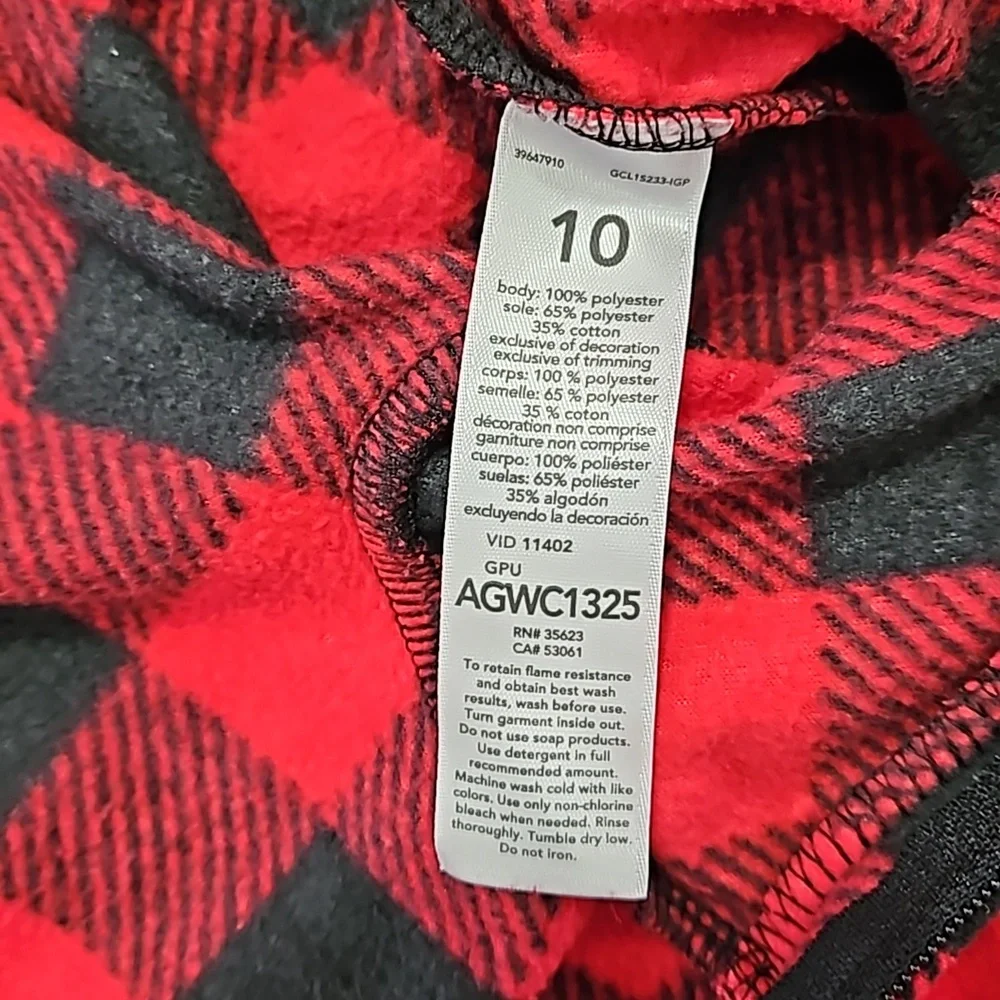 39647910 GCL15233-IGP
10
body: 100% polyester
sole: 65% polyester
35% cotton
exclusive of decoration
exclusive of trimming
corps: 100 % polyester
semelle: 65 % polyester
35 % coton
décoration non comprise
garniture non comprise
cuerpo: 100% poliéster
suelas: 65% poliéster
35% algodón
excluyendo la decoración
VID 11402
GPU
AGWC1325
RN# 35623
CA# 53061
To retain flame resistance
and obtain best wash
results, wash before use.
Turn garment inside out.
Do not use soap products.
Use detergent in full
recommended amount.
Machine wash cold with like
colors. Use only non-chlorine
bleach when needed. Rinse
thoroughly. Tumble dry low.
Do not iron.